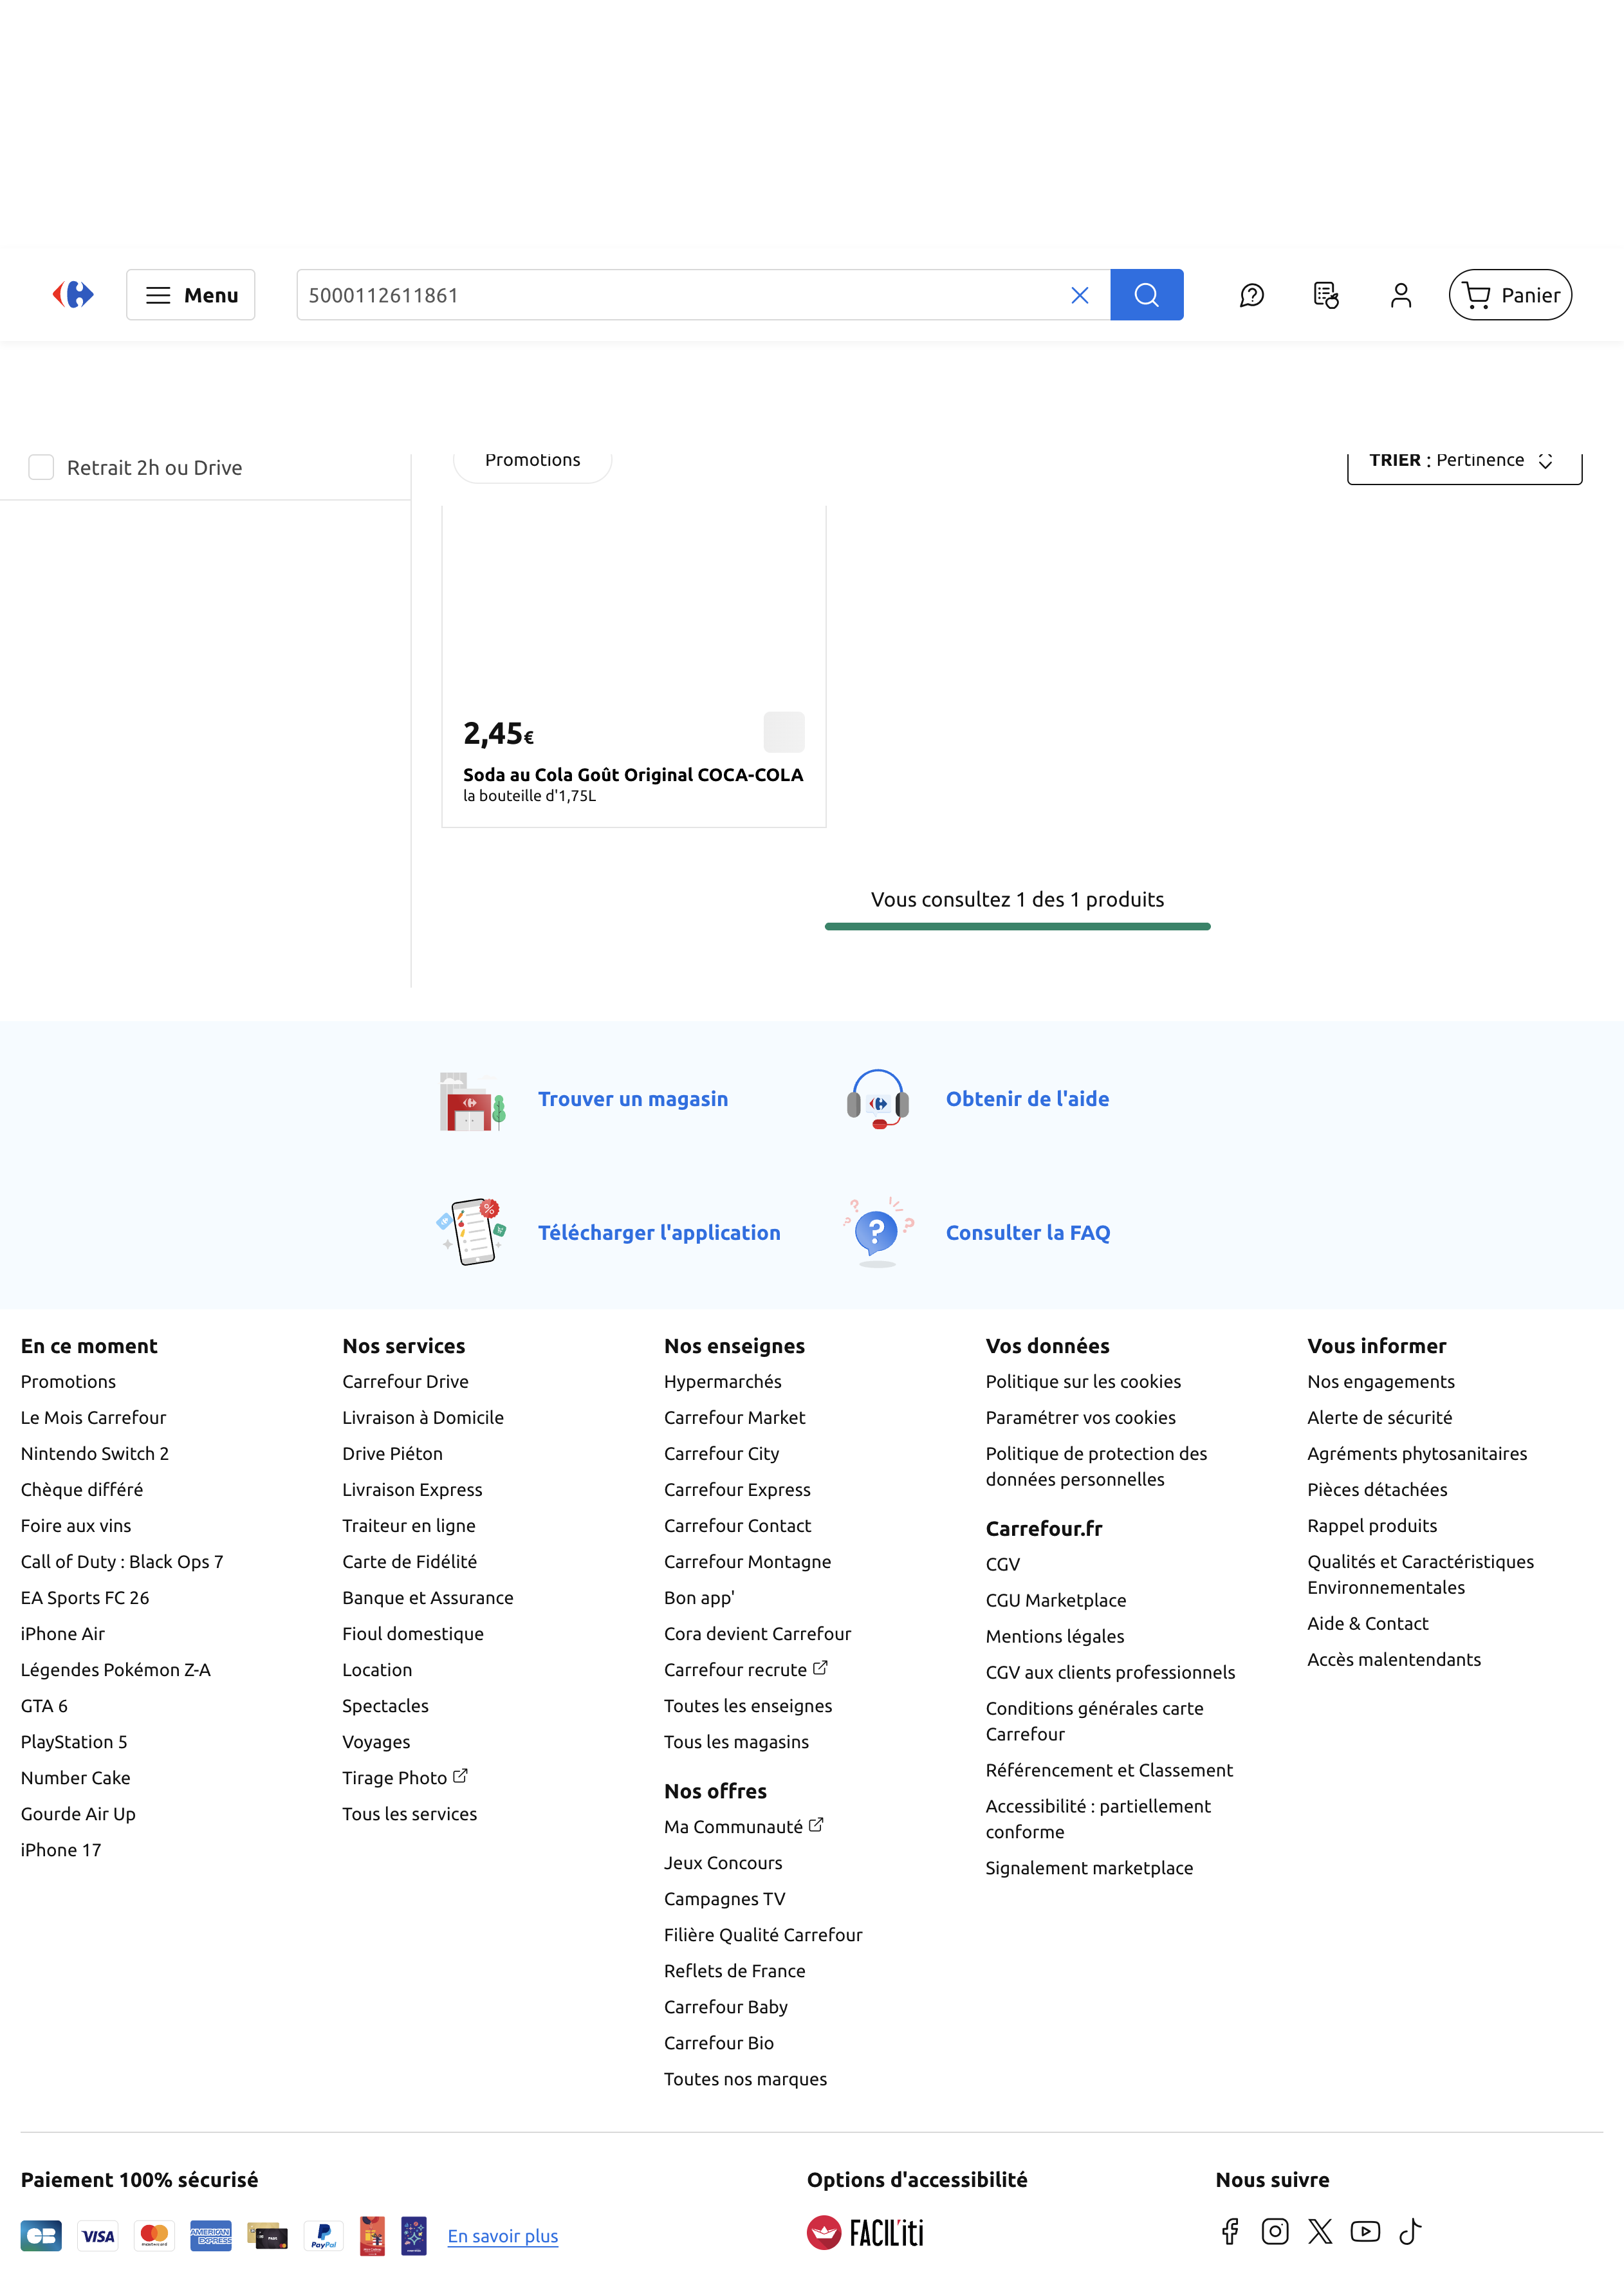 Menu
5000112611861
Panier
Retrait 2h ou Drive
Promotions
TRIER : Pertinence
2,45€
Soda au Cola Goût Original COCA-COLA
la bouteille d'1,75L
Vous consultez 1 des 1 produits
Trouver un magasin
Obtenir de l'aide
Télécharger l'application
Consulter la FAQ
En ce moment
Promotions
Le Mois Carrefour
Nintendo Switch 2
Chèque différé
Foire aux vins
Call of Duty : Black Ops 7
EA Sports FC 26
iPhone Air
Légendes Pokémon Z-A
GTA 6
PlayStation 5
Number Cake
Gourde Air Up
iPhone 17
Nos services
Carrefour Drive
Livraison à Domicile
Drive Piéton
Livraison Express
Traiteur en ligne
Carte de Fidélité
Banque et Assurance
Fioul domestique
Location
Spectacles
Voyages
Tirage Photo
Tous les services
Nos enseignes
Hypermarchés
Carrefour Market
Carrefour City
Carrefour Express
Carrefour Contact
Carrefour Montagne
Bon app'
Cora devient Carrefour
Carrefour recrute
Toutes les enseignes
Tous les magasins
Nos offres
Ma Communauté
Jeux Concours
Campagnes TV
Filière Qualité Carrefour
Reflets de France
Carrefour Baby
Carrefour Bio
Toutes nos marques
Vos données
Politique sur les cookies
Paramétrer vos cookies
Politique de protection des
données personnelles
Carrefour.fr
CGV
CGU Marketplace
Mentions légales
CGV aux clients professionnels
Conditions générales carte
Carrefour
Référencement et Classement
Accessibilité : partiellement
conforme
Signalement marketplace
Vous informer
Nos engagements
Alerte de sécurité
Agréments phytosanitaires
Pièces détachées
Rappel produits
Qualités et Caractéristiques
Environnementales
Aide & Contact
Accès malentendants
Paiement 100% sécurisé
CB
VISA
mastercard
AMERICAN
EXPRESS
PASS
PayPal
En savoir plus
Options d'accessibilité
FACIL'iti
Nous suivre